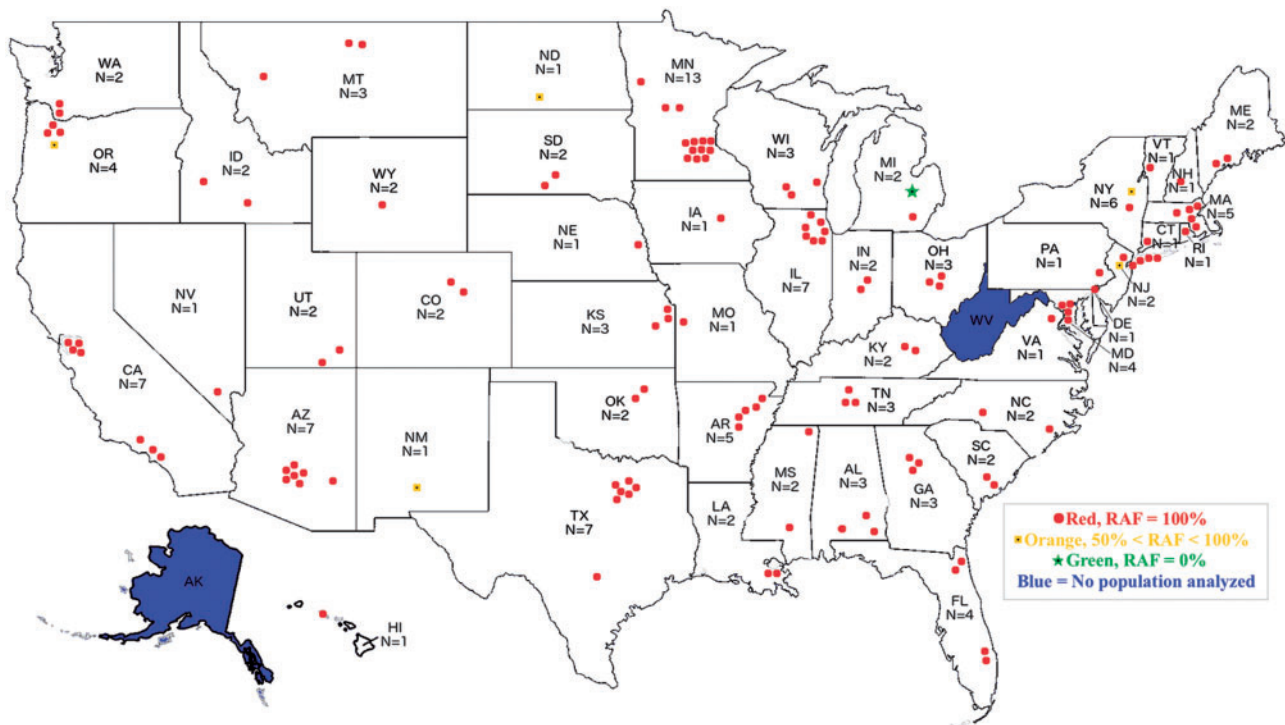 WA
N=2
MT
N=3
ND
N=1
MN
N=13
OR
N=4
ID
N=2
WY
N=2
SD
N=2
WI
N=3
MI
N=2
NY
N=6
VT
N=1
NH
N=1
ME
N=2
MA
N=5
CT
N=1
RI
N=1
NE
N=1
IA
N=1
IL
N=7
IN
N=2
OH
N=3
PA
N=1
NJ
N=2
DE
N=1
MD
N=4
CA
N=7
NV
N=1
UT
N=2
CO
N=2
KS
N=3
MO
N=1
KY
N=2
WV
VA
N=1
AZ
N=7
NM
N=1
OK
N=2
AR
N=5
TN
N=3
NC
N=2
SC
N=2
TX
N=7
LA
N=2
MS
N=2
AL
N=3
GA
N=3
FL
N=4
AK
HI
N=1
Red, RAF = 100%
Orange, 50% < RAF < 100%
Green, RAF = 0%
Blue = No population analyzed